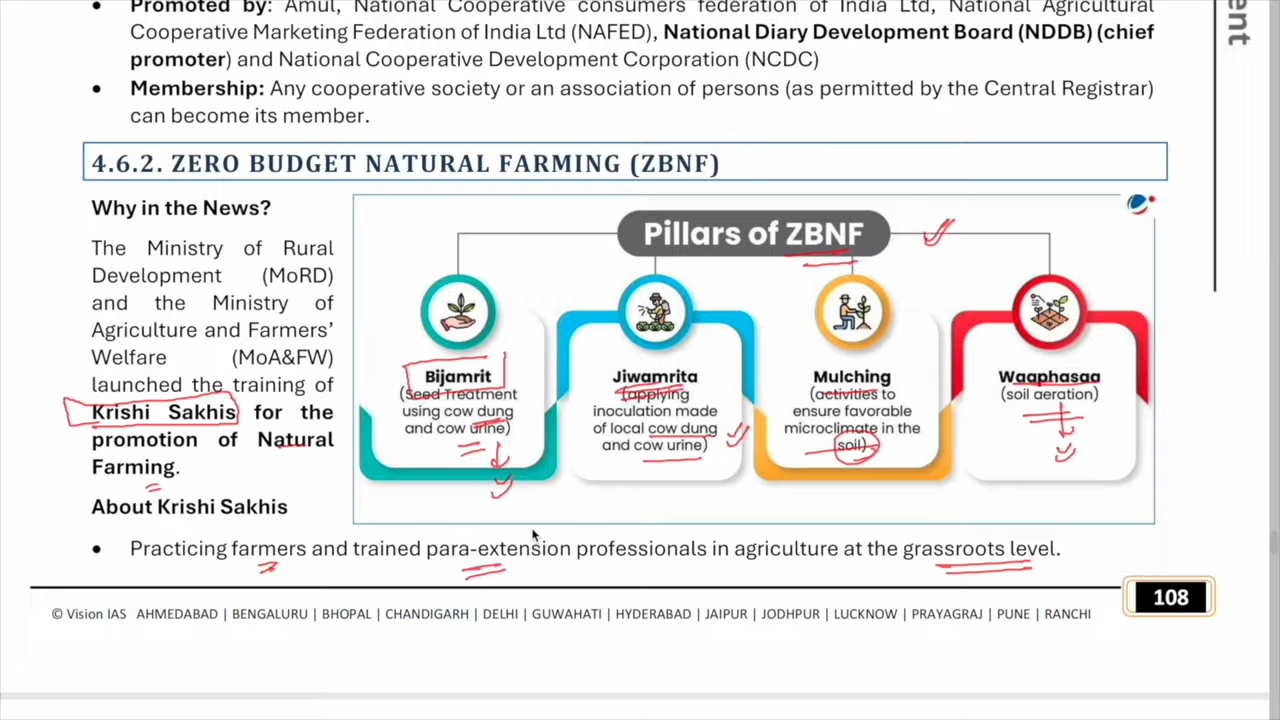 • Promoted by: Amul, National Cooperative consumers federation of India Ltd, National Agricultural
Cooperative Marketing Federation of India Ltd (NAFED), National Diary Development Board (NDDB) (chief
promoter) and National Cooperative Development Corporation (NCDC)
• Membership: Any cooperative society or an association of persons (as permitted by the Central Registrar)
can become its member.
4.6.2. ZERO BUDGET NATURAL FARMING (ZBNF)
Why in the News?
The Ministry of Rural
Development (MoRD)
and the Ministry of
Agriculture and Farmers’
Welfare (MoA&FW)
launched the training of
Krishi Sakhis for the
promotion of Natural
Farming.
Pillars of ZBNF
Bijamrit
(Seed Treatment
using cow dung
and cow urine)
Jiwamrita
(applying
inoculation made
of local cow dung
and cow urine)
Mulching
(activities to
ensure favorable
microclimate in the
soil)
Waaphasaa
(soil aeration)
About Krishi Sakhis
• Practicing farmers and trained para-extension professionals in agriculture at the grassroots level.
108
© Vision IAS AHMEDABAD | BENGALURU | BHOPAL | CHANDIGARH | DELHI | GUWAHATI | HYDERABAD | JAIPUR | JODHPUR | LUCKNOW | PRAYAGRAJ | PUNE | RANCHI